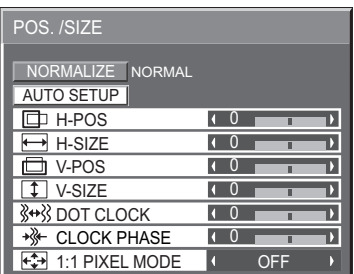 POS. /SIZE
NORMALIZE NORMAL
AUTO SETUP
H-POS 0
H-SIZE 0
V-POS 0
V-SIZE 0
DOT CLOCK 0
CLOCK PHASE 0
1:1 PIXEL MODE OFF